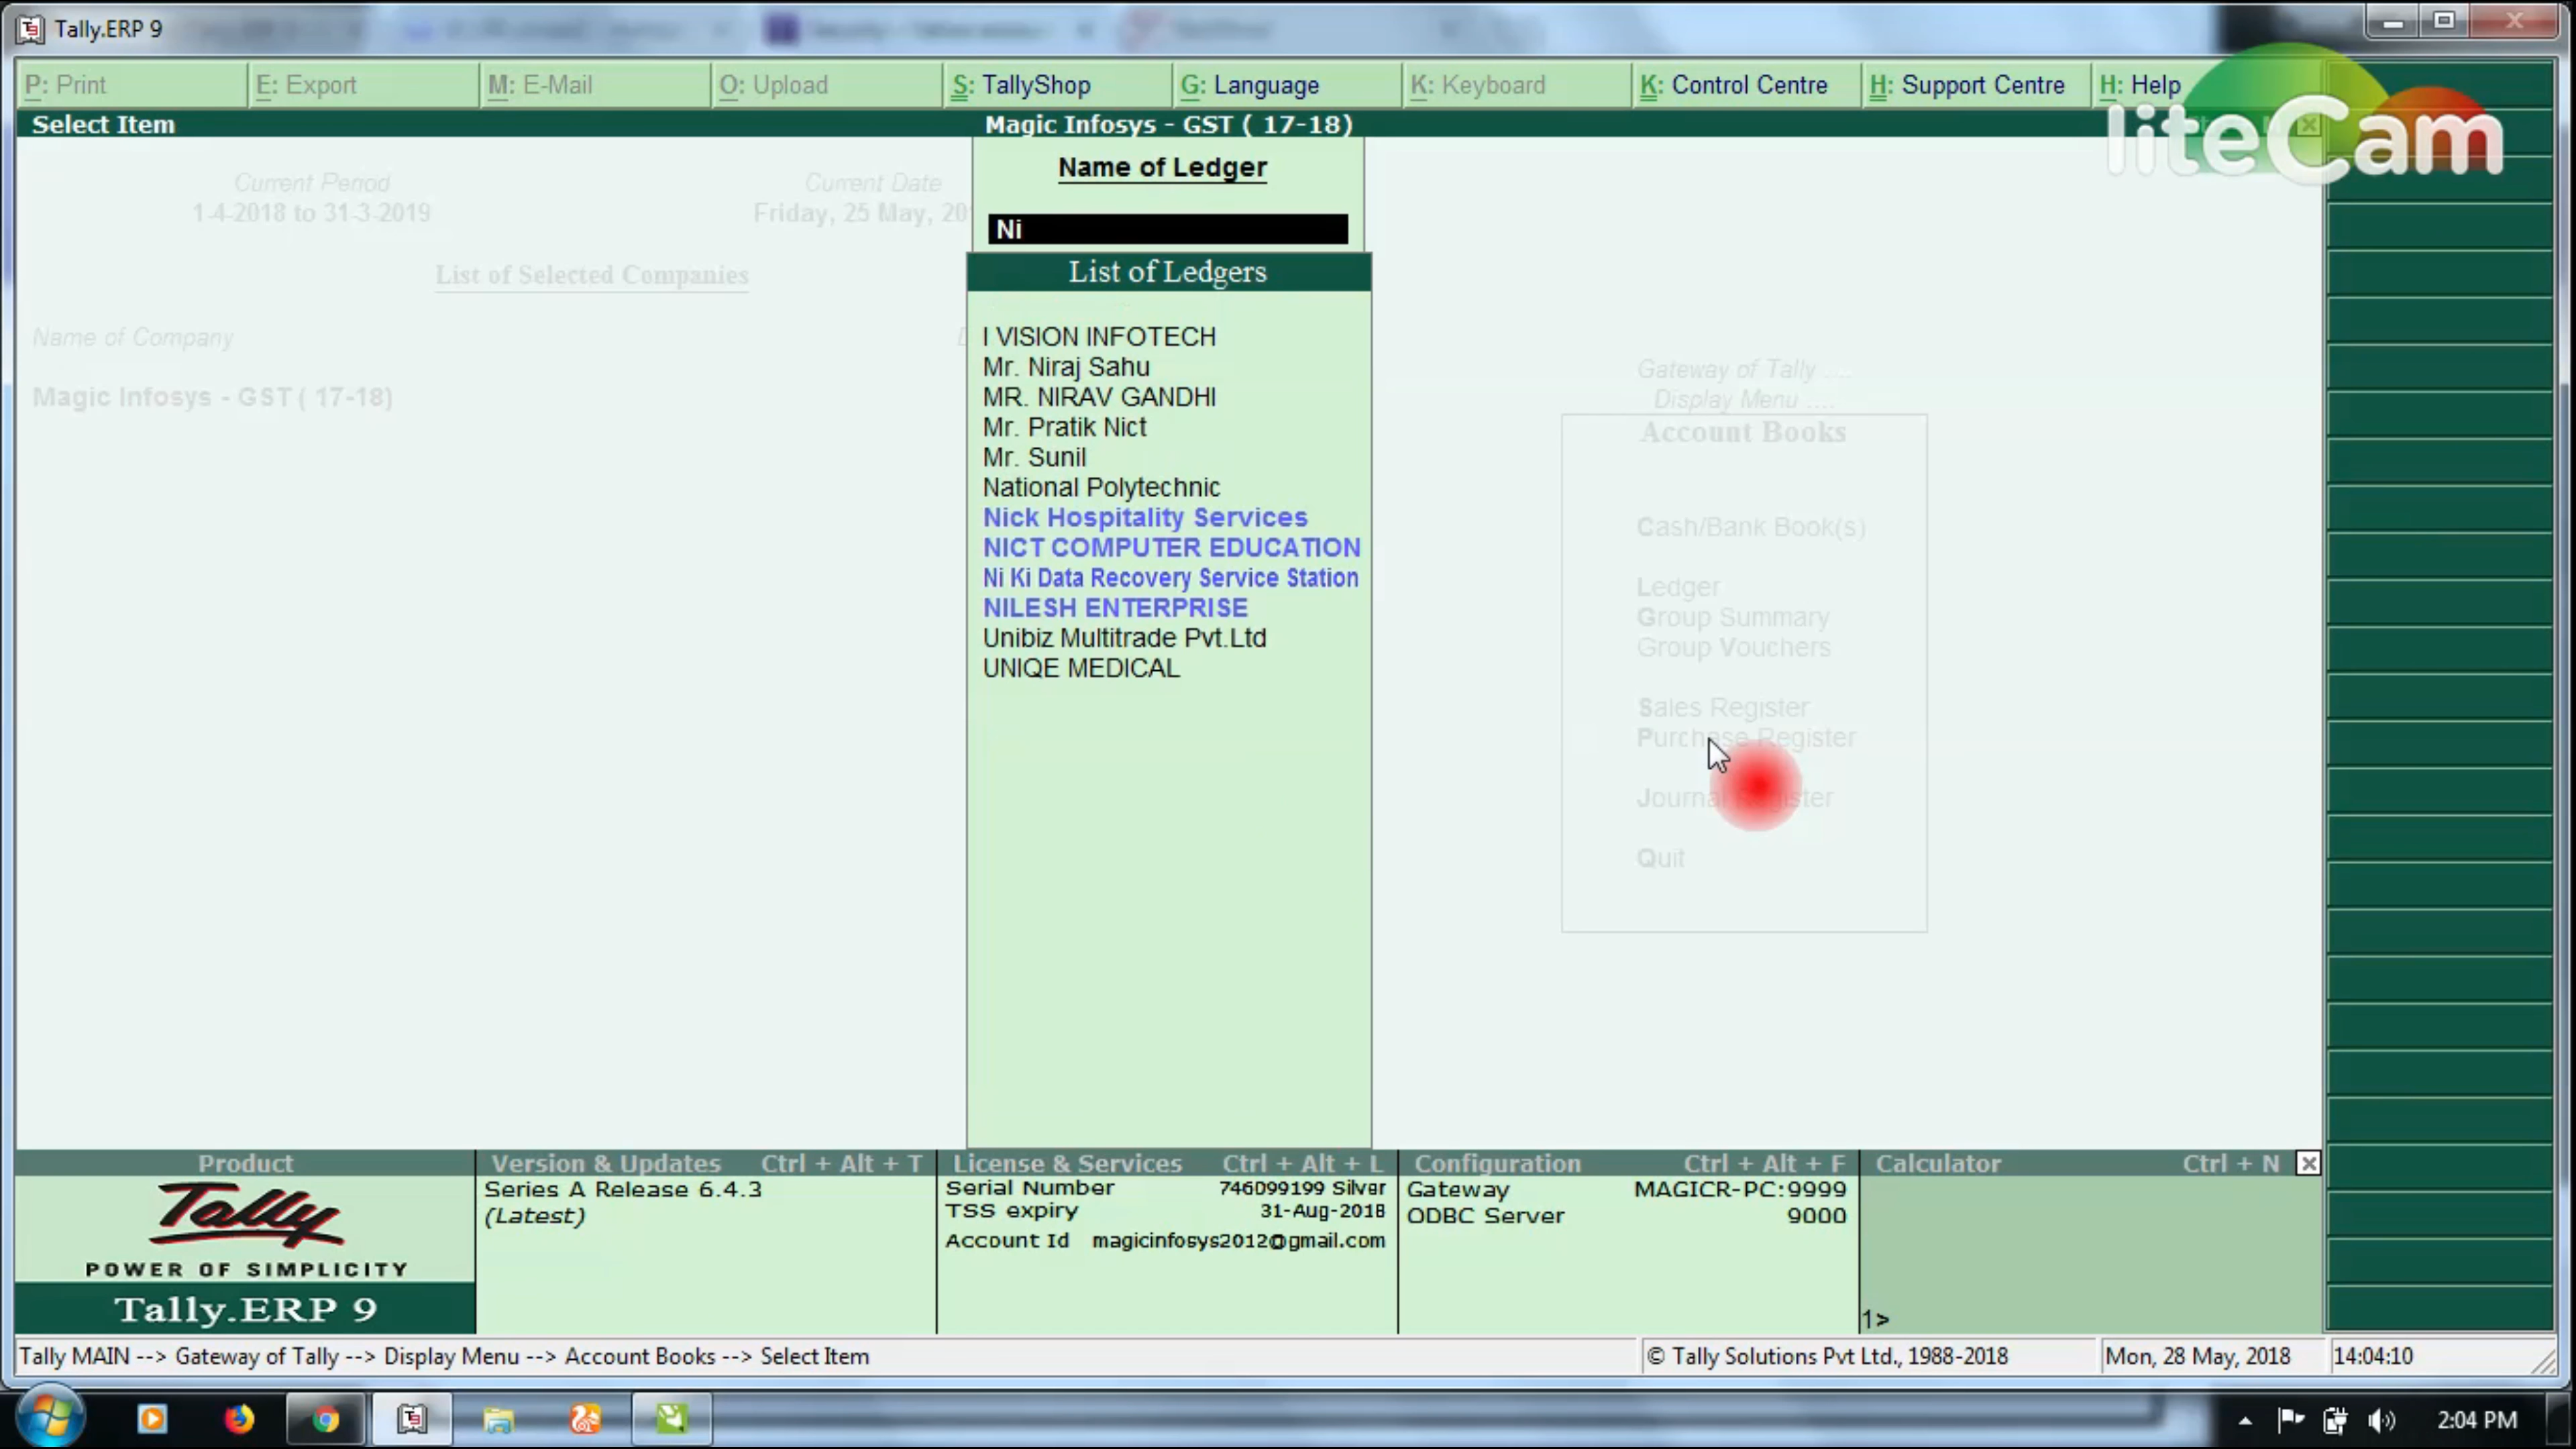 Tally.ERP 9
P: Print
E: Export
M: E-Mail
O: Upload
S: TallyShop
G: Language
K: Keyboard
K: Control Centre
H: Support Centre
H: Help
liteCam
Select Item
Magic Infosys - GST ( 17-18)
Current Period
1-4-2018 to 31-3-2019
Current Date
Friday, 25 May, 20
List of Selected Companies
Name of Company
Magic Infosys - GST ( 17-18)
Name of Ledger
Ni
List of Ledgers
I VISION INFOTECH
Mr. Niraj Sahu
MR. NIRAV GANDHI
Mr. Pratik Nict
Mr. Sunil
National Polytechnic
Nick Hospitality Services
NICT COMPUTER EDUCATION
Ni Ki Data Recovery Service Station
NILESH ENTERPRISE
Unibiz Multitrade Pvt.Ltd
UNIQE MEDICAL
Gateway of Tally ....
Display Menu ....
Account Books
Cash/Bank Book(s)
Ledger
Group Summary
Group Vouchers
Sales Register
Purchase Register
Journal Register
Quit
Product
Tally
POWER OF SIMPLICITY
Tally.ERP 9
Version & Updates Ctrl + Alt + T
Series A Release 6.4.3
(Latest)
License & Services Ctrl + Alt + L
Serial Number 746099199 Silver
TSS expiry 31-Aug-2018
Account Id magicinfosys2012@gmail.com
Configuration Ctrl + Alt + F
Gateway MAGICR-PC:9999
ODBC Server 9000
Calculator Ctrl + N
1>
Tally MAIN --> Gateway of Tally --> Display Menu --> Account Books --> Select Item
© Tally Solutions Pvt Ltd., 1988-2018
Mon, 28 May, 2018
14:04:10
2:04 PM